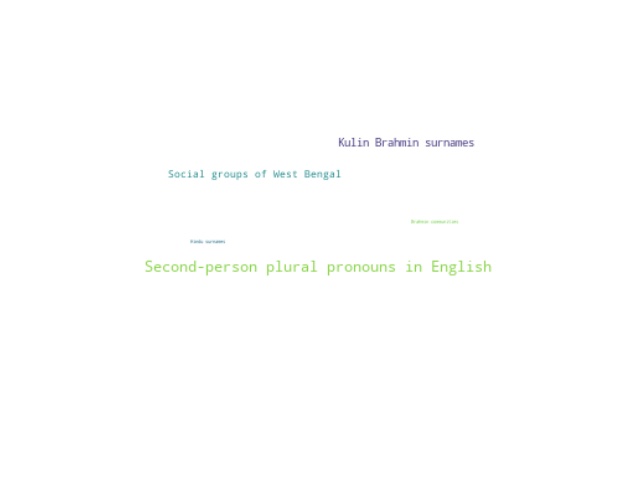 Kulin Brahmin surnames
Social groups of West Bengal
Brahmin communities
Hindu surnames
Second-person plural pronouns in English